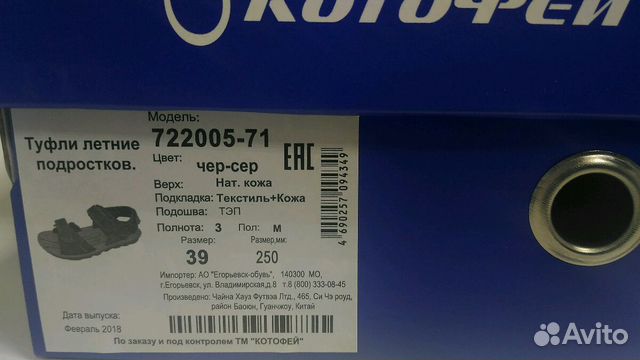 КОТОФЕЙ
Модель:
Туфли летние подростков.
722005-71
Цвет:
чер-сер
EAC
Верх: Нат. кожа
Подкладка: Текстиль+Кожа
Подошва: ТЭП
Полнота: 3 Пол: М
Размер: Размер,мм:
39 250
4 690257 094349
Импортер: АО "Егорьевск-обувь", 140300 МО,
г.Егорьевск, ул. Владимирская,д.8 т.8 (800) 333-08-45
Произведено: Чайна Хауз Футвэа Лтд., 465, Си Чэ роуд,
район Баоюн, Гуанчжоу, Китай
Дата выпуска:
Февраль 2018
По заказу и под контролем ТМ "КОТОФЕЙ"
Avito